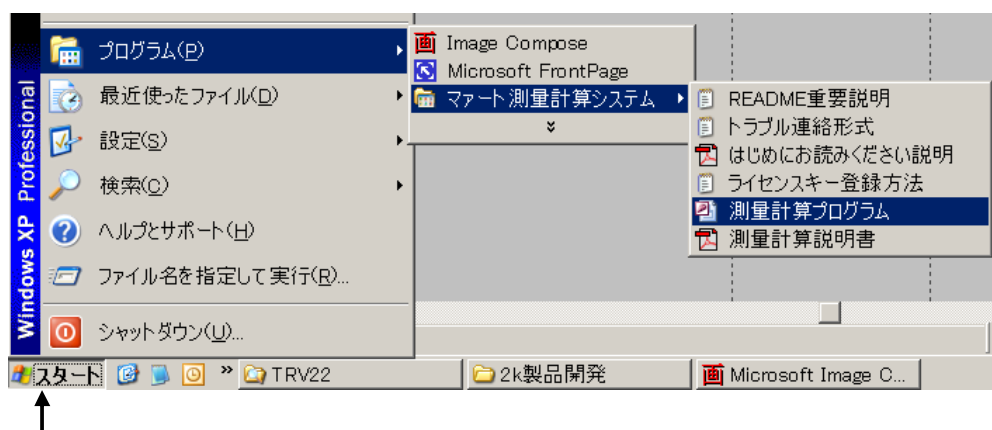 Windows XP Professional
プログラム(P)
最近使ったファイル(D)
設定(S)
検索(C)
ヘルプとサポート(H)
ファイル名を指定して実行(R)...
シャットダウン(U)...
画 Image Compose
Microsoft FrontPage
マァート測量計算システム
README重要説明
トラブル連絡形式
はじめにお読みください説明
ライセンスキー登録方法
測量計算プログラム
測量計算説明書
スタート
»
TRV22
2k製品開発
画 Microsoft Image C...